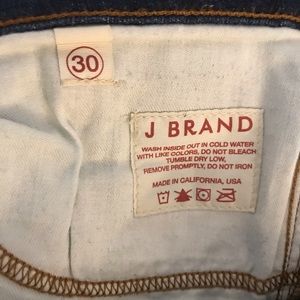 30
J BRAND
WASH INSIDE OUT IN COLD WATER
WITH LIKE COLORS, DO NOT BLEACH
TUMBLE DRY LOW,
REMOVE PROMPTLY, DO NOT IRON
MADE IN CALIFORNIA, USA